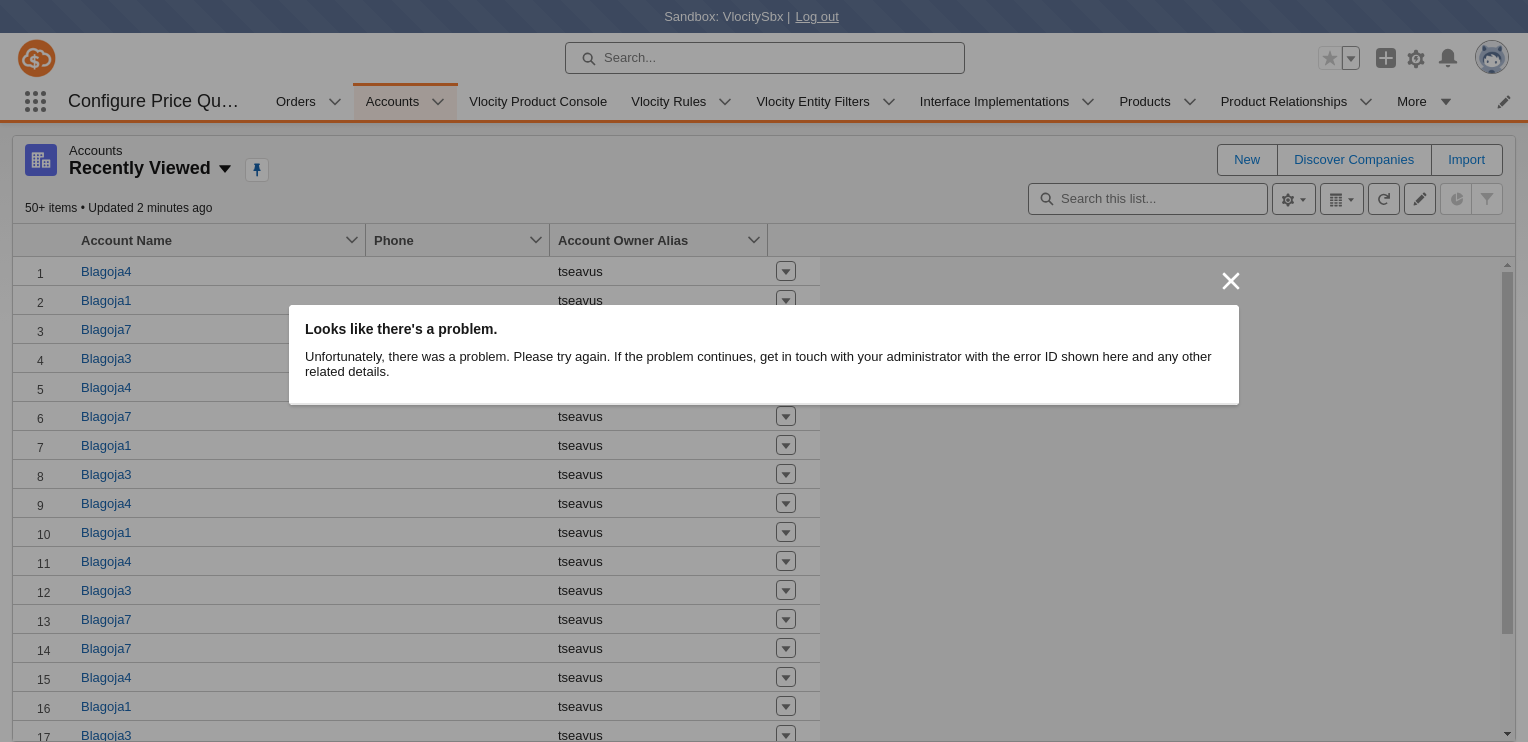 Sandbox: VlocitySbx | Log out
Search...
Configure Price Qu... Orders Accounts Vlocity Product Console Vlocity Rules Vlocity Entity Filters Interface Implementations Products Product Relationships More
Accounts
Recently Viewed
New Discover Companies Import
50+ items • Updated 2 minutes ago
Search this list...
Account Name Phone Account Owner Alias
1 Blagoja4 tseavus
2 Blagoja1 tseavus
3 Blagoja7
Looks like there's a problem.
Unfortunately, there was a problem. Please try again. If the problem continues, get in touch with your administrator with the error ID shown here and any other
related details.
4 Blagoja3
5 Blagoja4
6 Blagoja7 tseavus
7 Blagoja1 tseavus
8 Blagoja3 tseavus
9 Blagoja4 tseavus
10 Blagoja1 tseavus
11 Blagoja4 tseavus
12 Blagoja3 tseavus
13 Blagoja7 tseavus
14 Blagoja7 tseavus
15 Blagoja4 tseavus
16 Blagoja1 tseavus
17 Blagoja3 tseavus